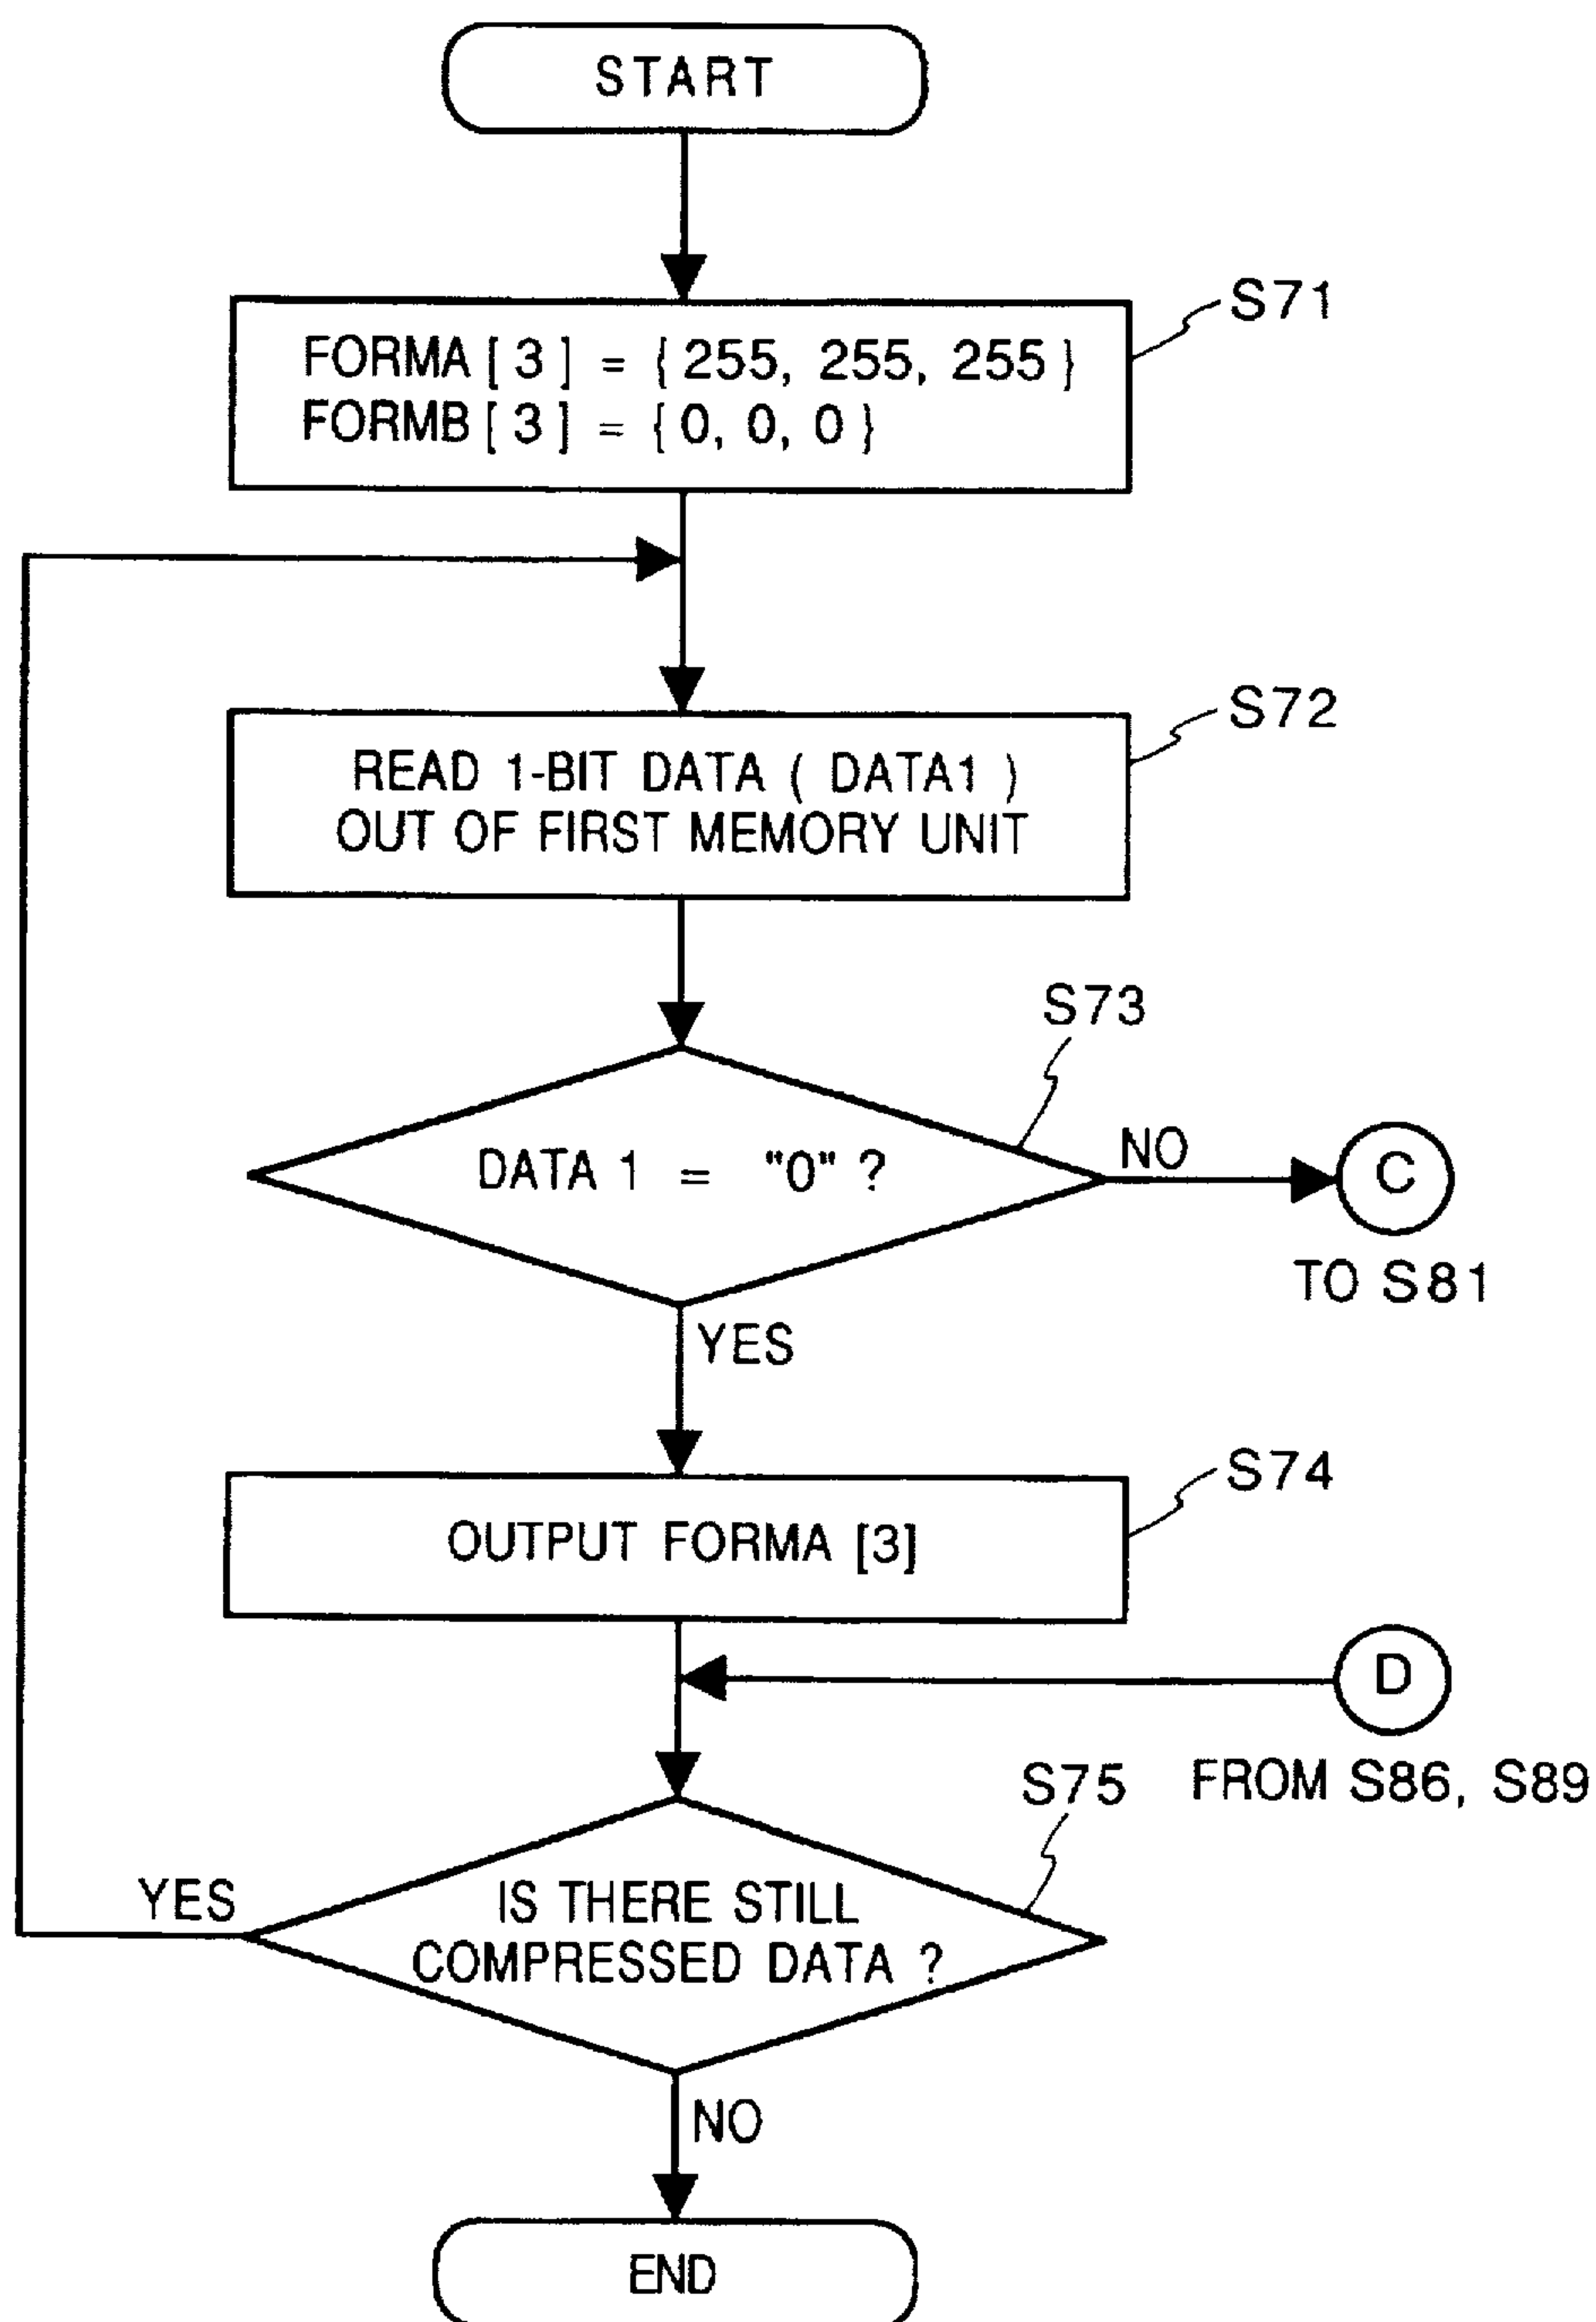 START
S71
FORMA [ 3 ] = { 255, 255, 255 }
FORMB [ 3 ] = { 0, 0, 0 }
S72
READ 1-BIT DATA ( DATA1 )
OUT OF FIRST MEMORY UNIT
S73
DATA 1 = "0" ?
NO
C
TO S81
YES
S74
OUTPUT FORMA [3]
D
FROM S86, S89
S75
YES
IS THERE STILL
COMPRESSED DATA ?
NO
END